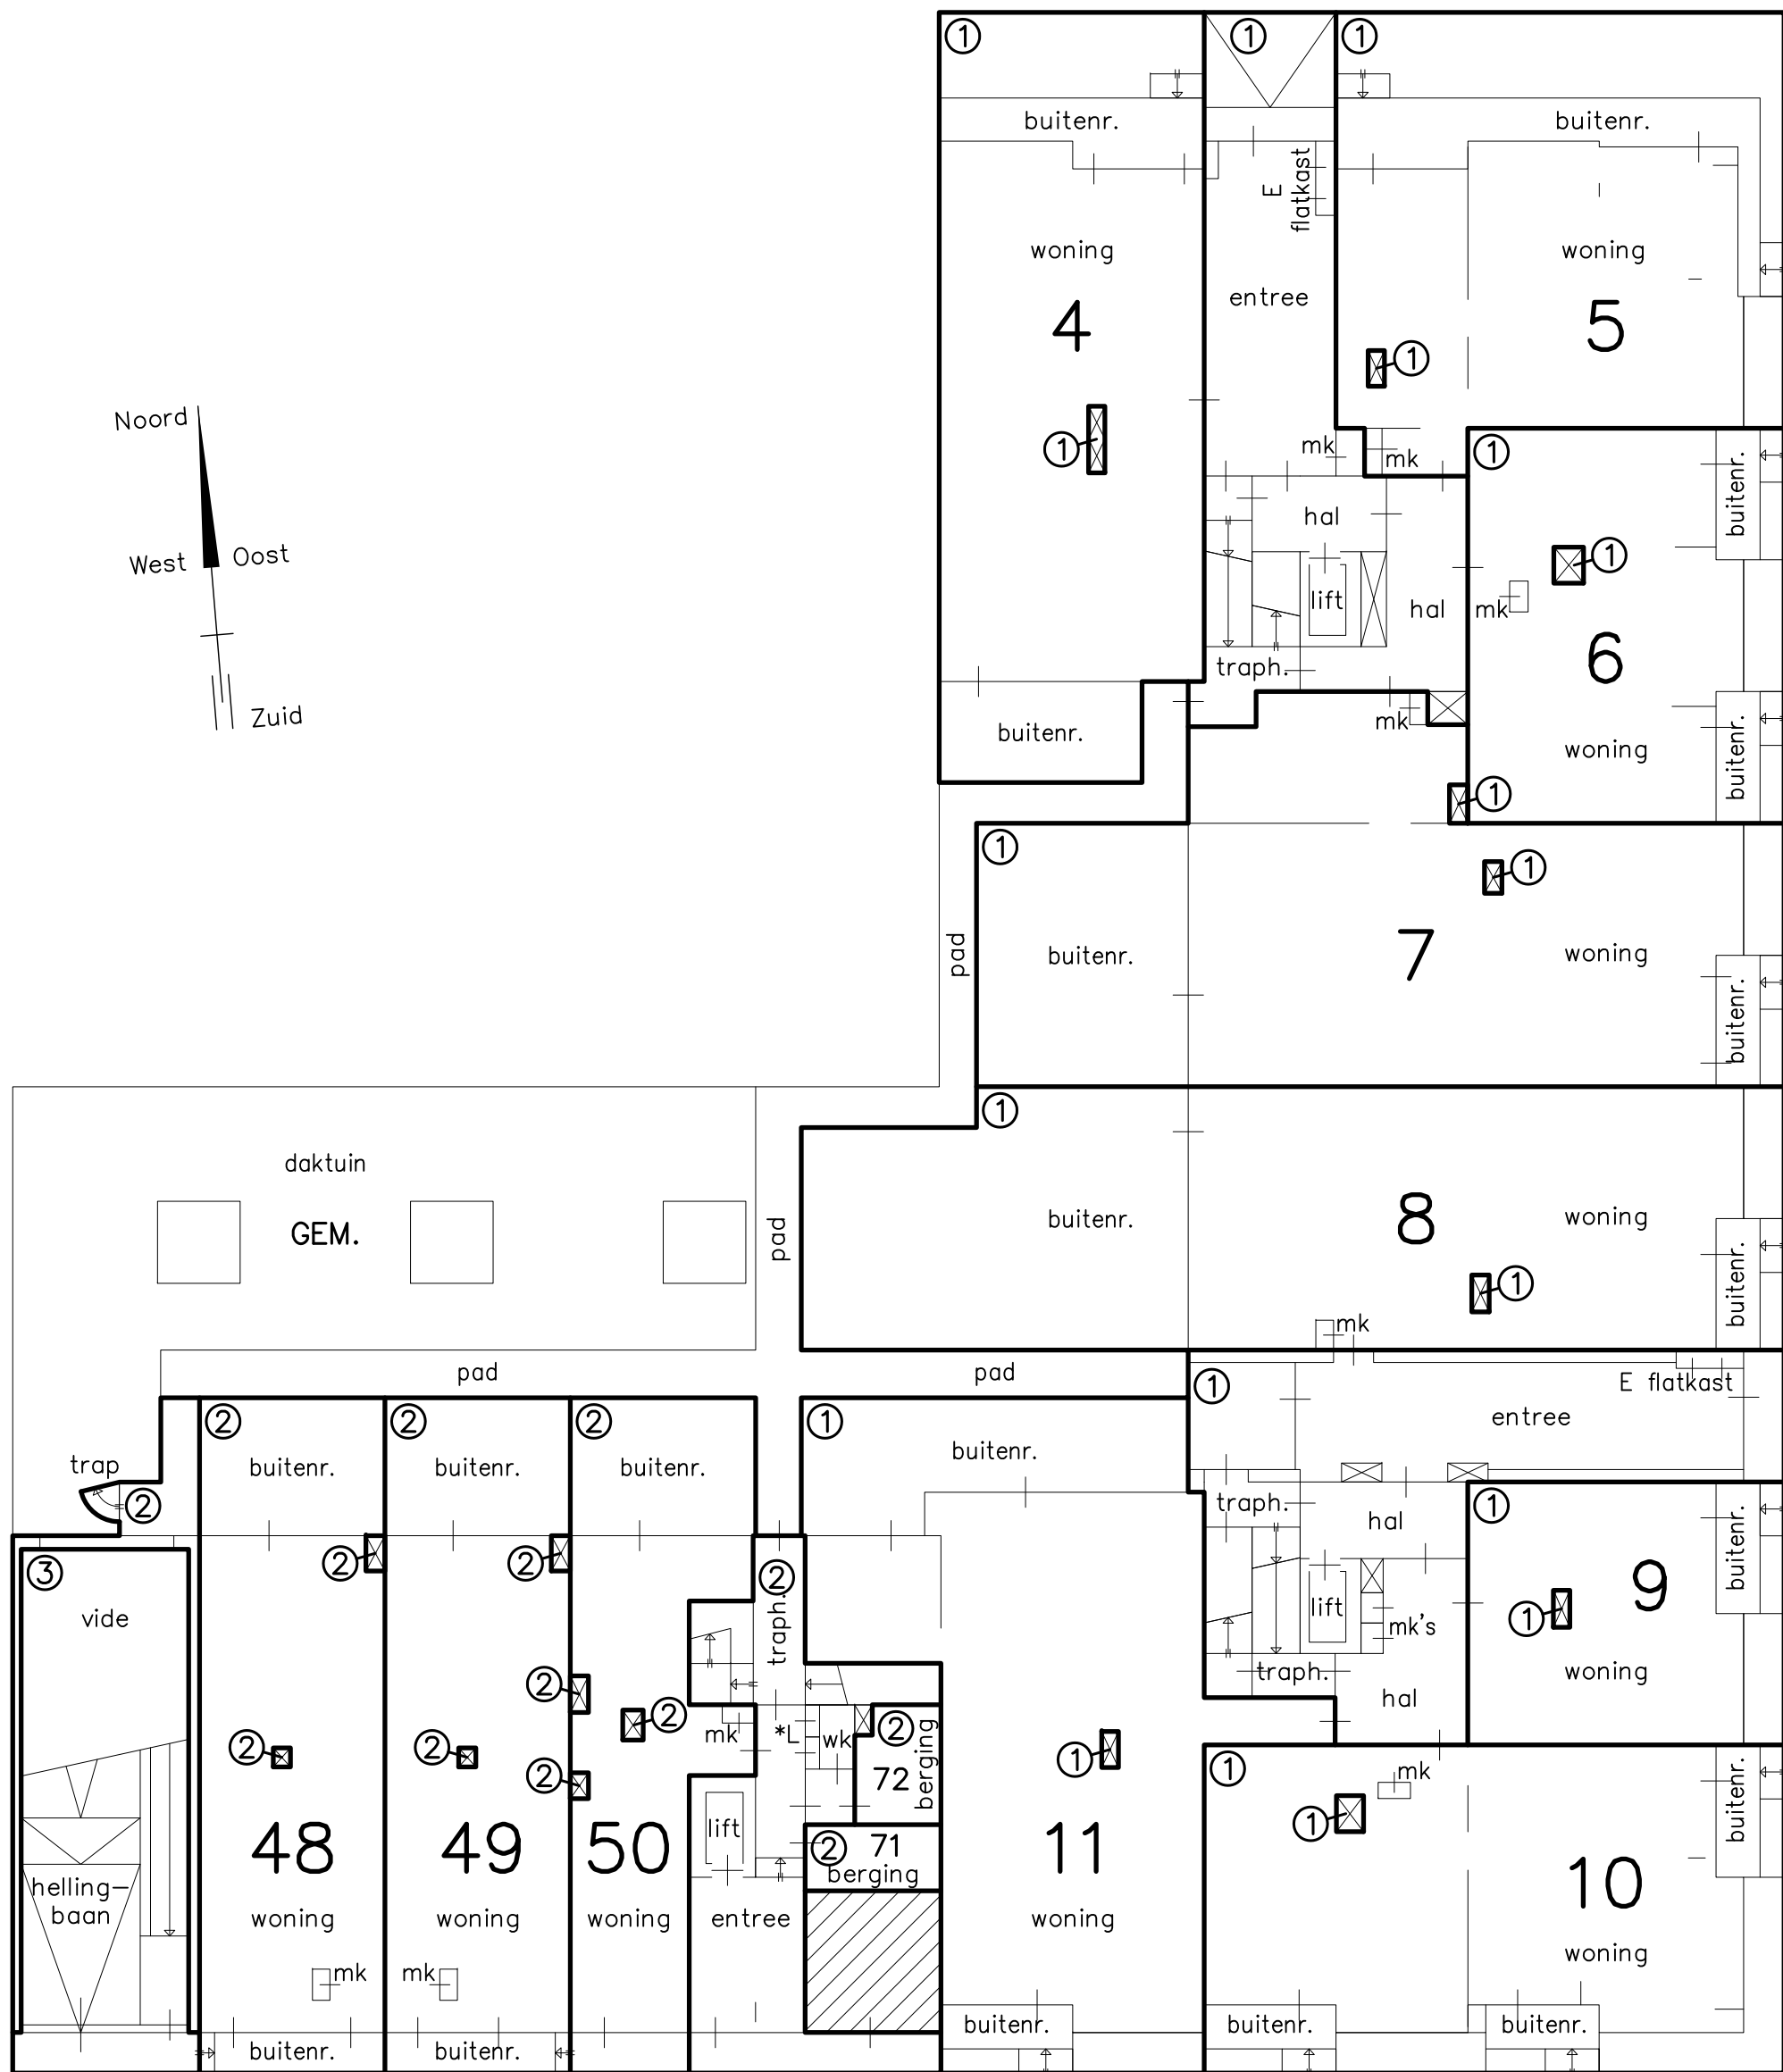 1
1
1
buitenr.
buitenr.
E
flatkast
woning
entree
woning
4
5
1
1
Noord
West
Oost
Zuid
mk
mk
1
buitenr.
hal
1
lift
hal
mk
6
traph.
mk
buitenr.
buitenr.
woning
1
1
1
pad
buitenr.
7
woning
buitenr.
1
daktuin
GEM.
pad
buitenr.
8
woning
buitenr.
1
mk
pad
pad
1
E flatkast
entree
2
2
2
1
buitenr.
buitenr.
buitenr.
buitenr.
trap
2
traph.
hal
1
buitenr.
3
2
2
2
vide
traph.
lift
mk's
9
1
traph.
hal
woning
2
2
mk
*L
wk
2
berging
72
2
2
2
1
1
mk
buitenr.
1
48
49
50
lift
2
71
berging
11
10
helling-
baan
woning
woning
woning
entree
woning
woning
mk
mk
buitenr.
buitenr.
buitenr.
buitenr.
buitenr.